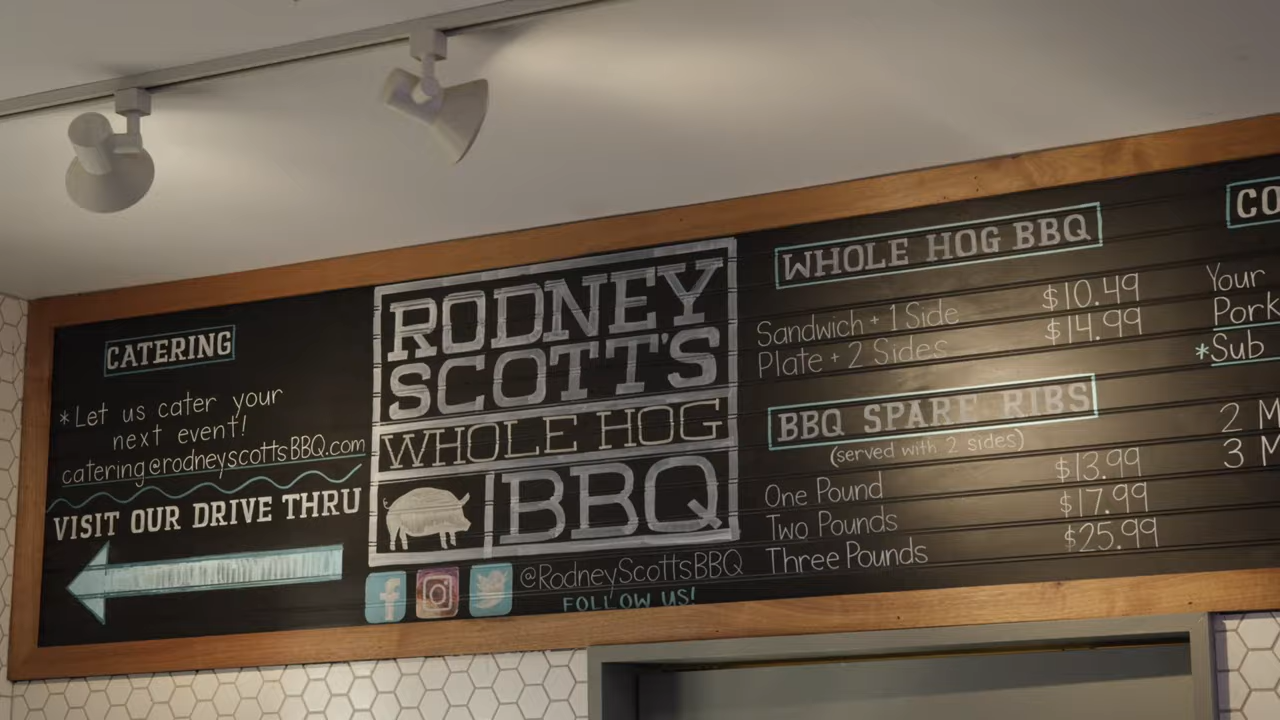 CATERING
*Let us cater your
next event!
catering@rodneyscottsBBQ.com
VISIT OUR DRIVE THRU
RODNEY
SCOTT'S
WHOLE HOG
BBQ
f
@RodneyScottsBBQ
FOLLOW US!
WHOLE HOG BBQ
Sandwich + 1 Side $10.49
Plate + 2 Sides $14.99
BBQ SPARE RIBS
(served with 2 sides)
One Pound $13.99
Two Pounds $17.99
Three Pounds $25.99
CO
Your
Pork
*Sub
2 M
3 M